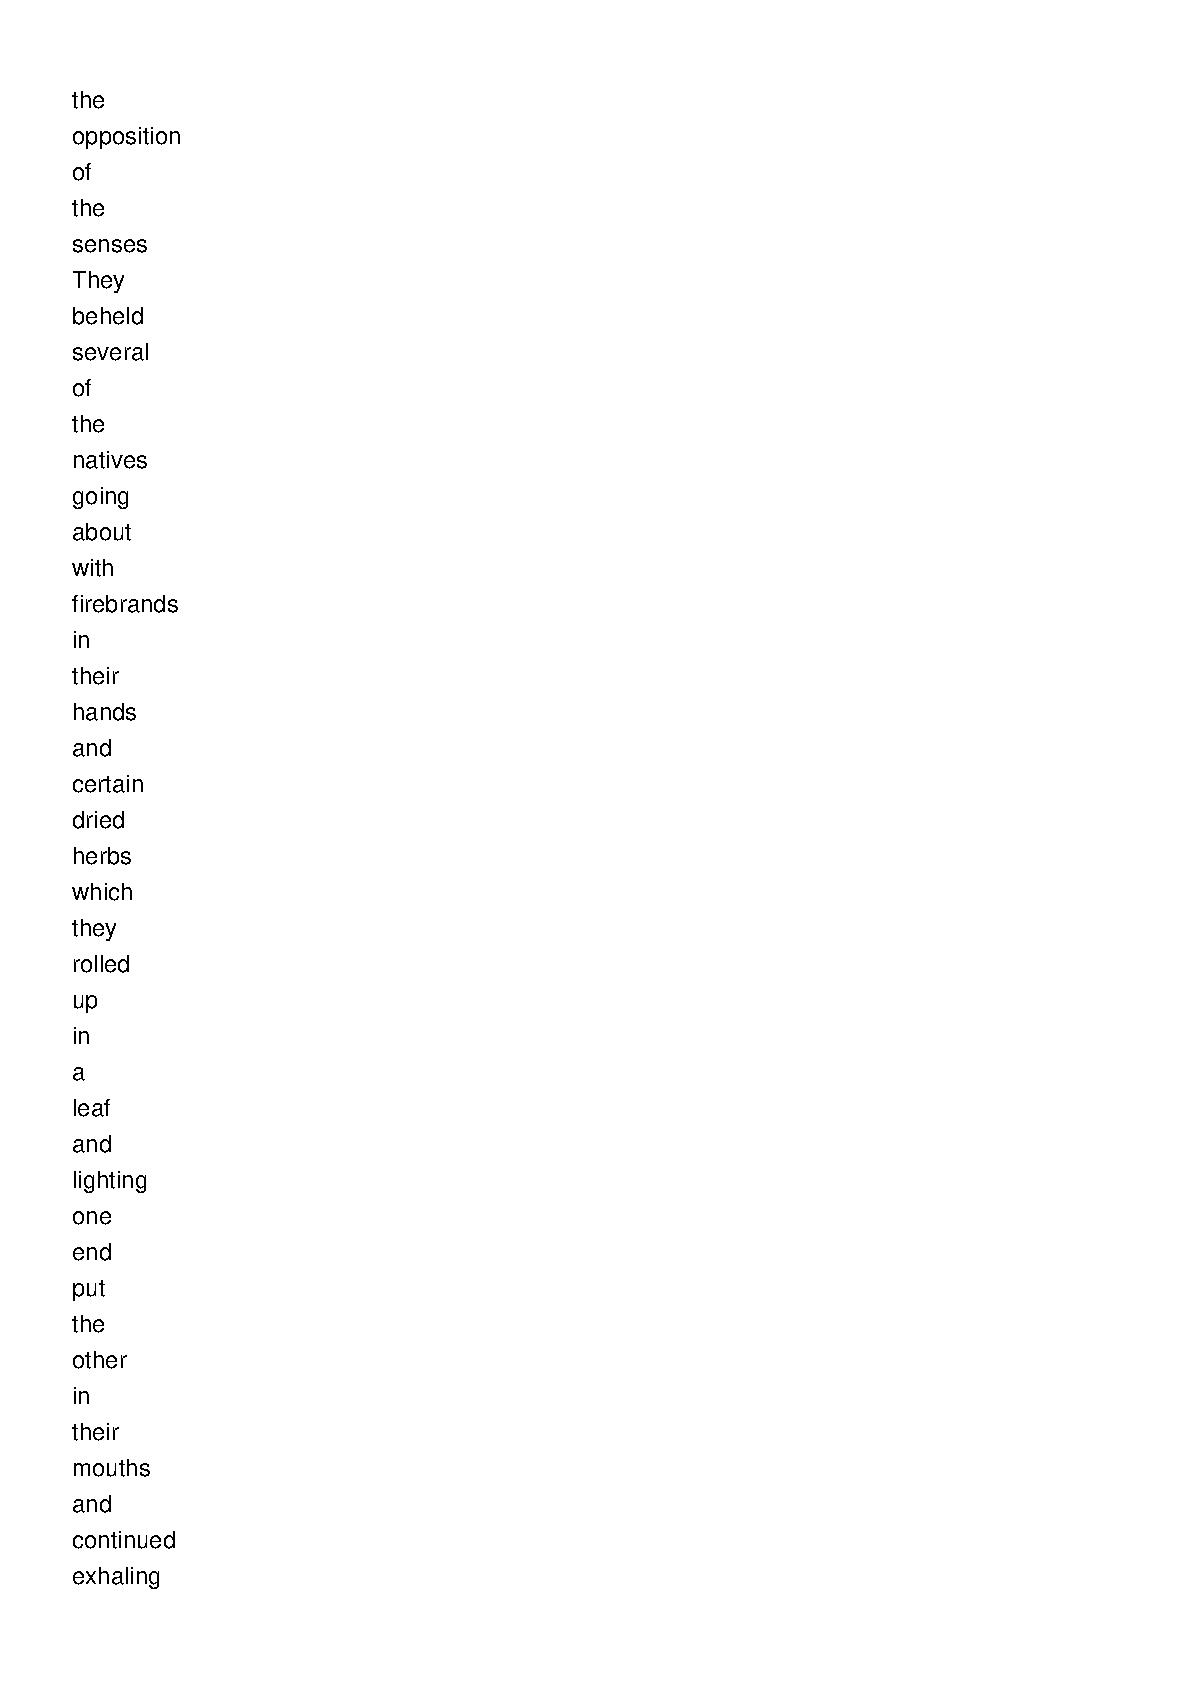 the
opposition
of
the
senses
They
beheld
several
of
the
natives
going
about
with
firebrands
in
their
hands
and
certain
dried
herbs
which
they
rolled
up
in
a
leaf
and
lighting
one
end
put
the
other
in
their
mouths
and
continued
exhaling